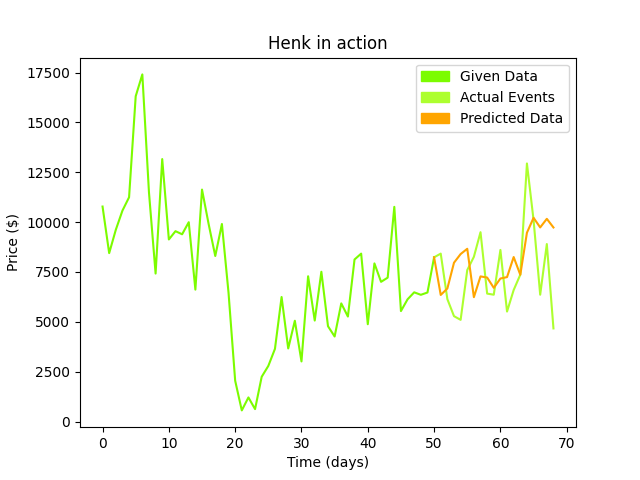 Henk in action
Given Data
Actual Events
Predicted Data
Price ($)
17500
15000
12500
10000
7500
5000
2500
0
0 10 20 30 40 50 60 70
Time (days)